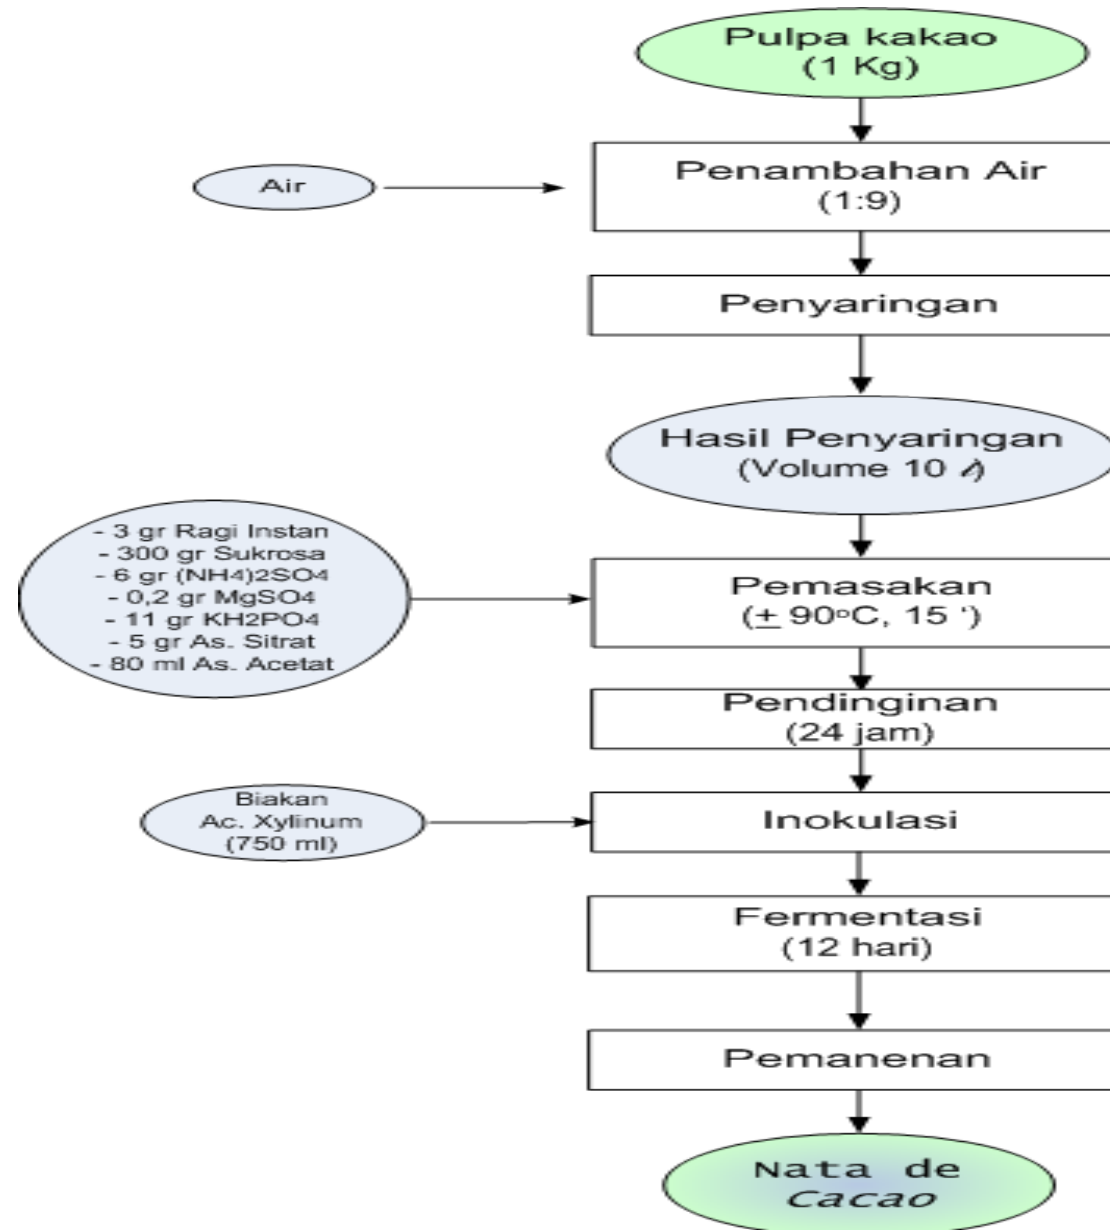 Pulpa kakao
(1 Kg)
Penambahan Air
(1:9)
Air
Penyaringan
Hasil Penyaringan
(Volume 10 ℓ)
- 3 gr Ragi Instan
- 300 gr Sukrosa
- 6 gr (NH4)2SO4
- 0,2 gr MgSO4
- 11 gr KH2PO4
- 5 gr As. Sitrat
- 80 ml As. Acetat
Pemasakan
(± 90°C, 15 ‘)
Pendinginan
(24 jam)
Biakan
Ac. Xylinum
(750 ml)
Inokulasi
Fermentasi
(12 hari)
Pemanenan
Nata de
Cacao